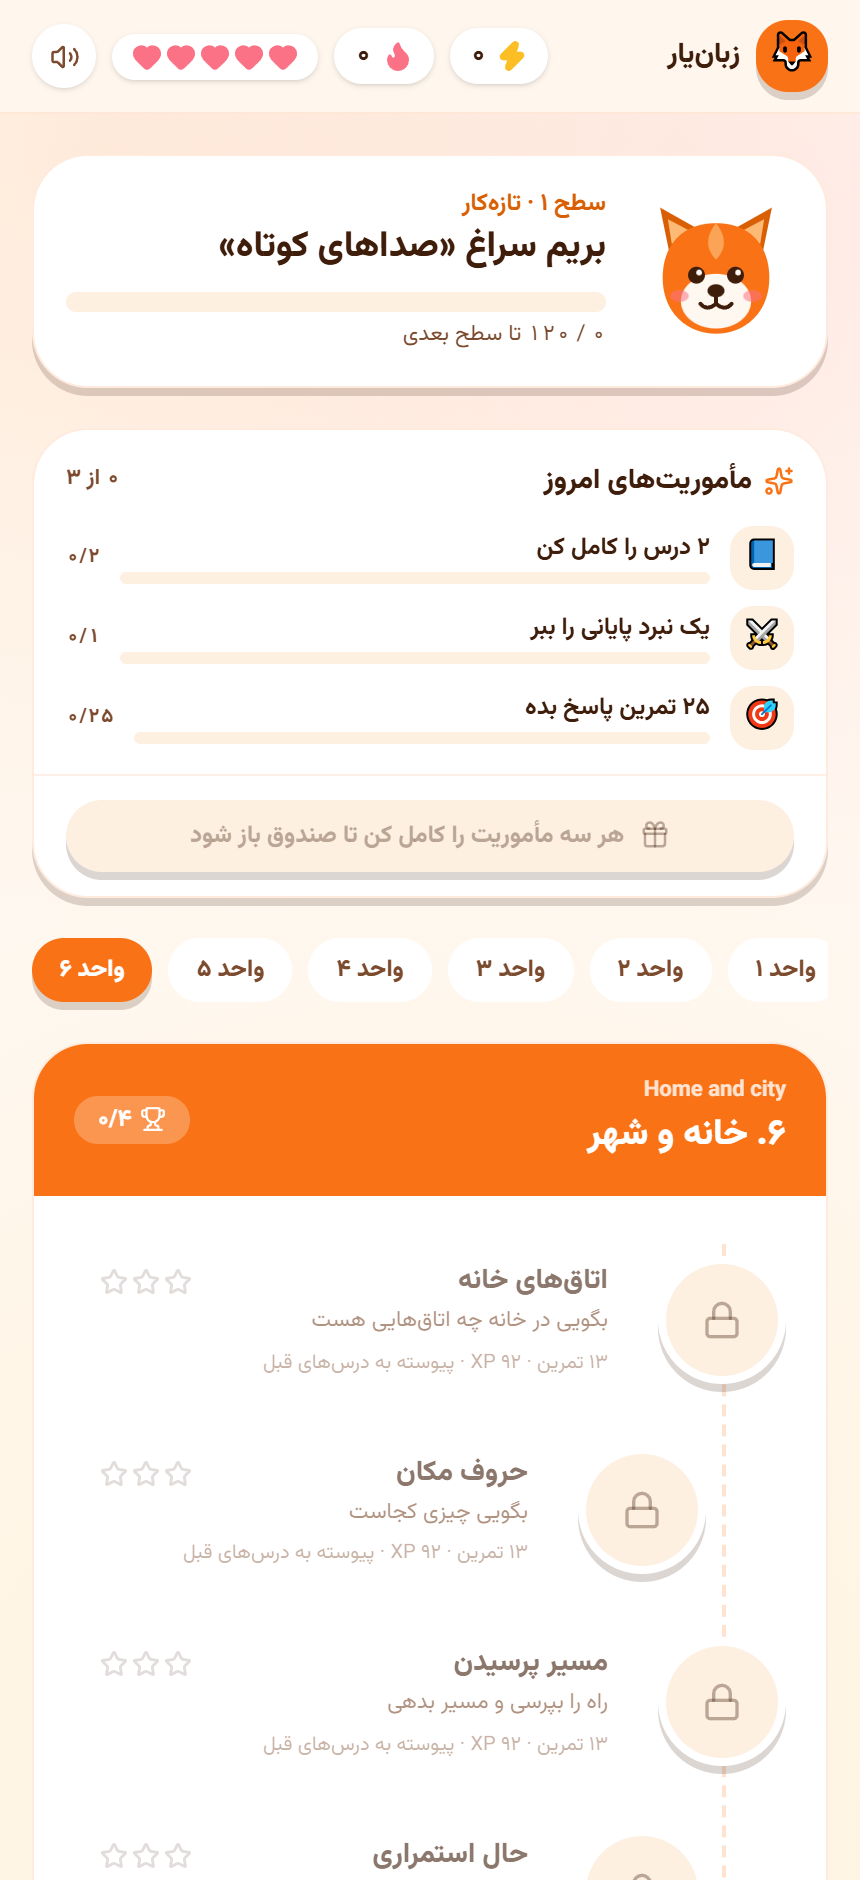 زبان‌یار
۰
۰
سطح ۱ · تازه‌کار
بریم سراغ «صداهای کوتاه»
۰ / ۱۲۰ تا سطح بعدی
مأموریت‌های امروز
۰ از ۳
۲ درس را کامل کن
۰/۲
یک نبرد پایانی را ببر
۰/۱
۲۵ تمرین پاسخ بده
۰/۲۵
هر سه مأموریت را کامل کن تا صندوق باز شود
واحد ۱
واحد ۲
واحد ۳
واحد ۴
واحد ۵
واحد ۶
Home and city
۶. خانه و شهر
۰/۴
اتاق‌های خانه
بگویی در خانه چه اتاق‌هایی هست
۱۳ تمرین · ۹۲ XP · پیوسته به درس‌های قبل
حروف مکان
بگویی چیزی کجاست
۱۳ تمرین · ۹۲ XP · پیوسته به درس‌های قبل
مسیر پرسیدن
راه را بپرسی و مسیر بدهی
۱۳ تمرین · ۹۲ XP · پیوسته به درس‌های قبل
حال استمراری